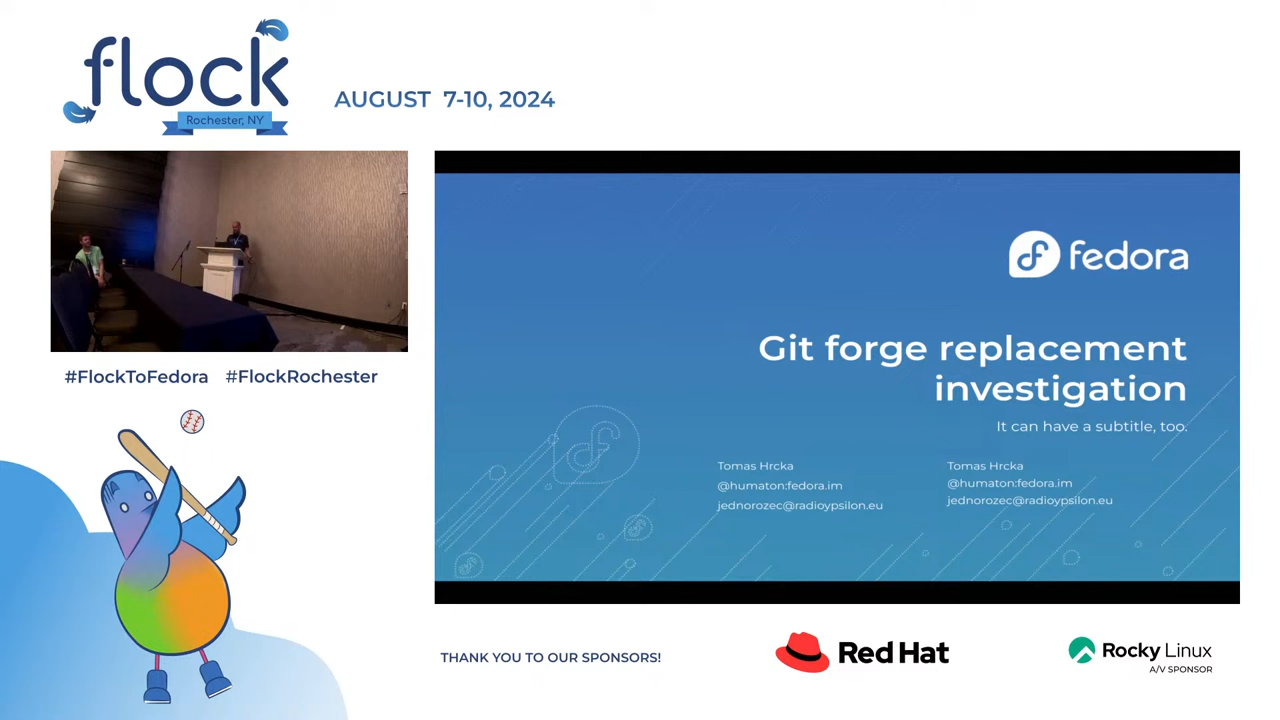 flock
Rochester, NY
AUGUST 7-10, 2024
#FlockToFedora #FlockRochester
fedora
Git forge replacement
investigation
It can have a subtitle, too.
Tomas Hrcka
@humaton:fedora.im
jednorozec@radioypsilon.eu
Tomas Hrcka
@humaton:fedora.im
jednorozec@radioypsilon.eu
THANK YOU TO OUR SPONSORS!
Red Hat
Rocky Linux
A/V SPONSOR